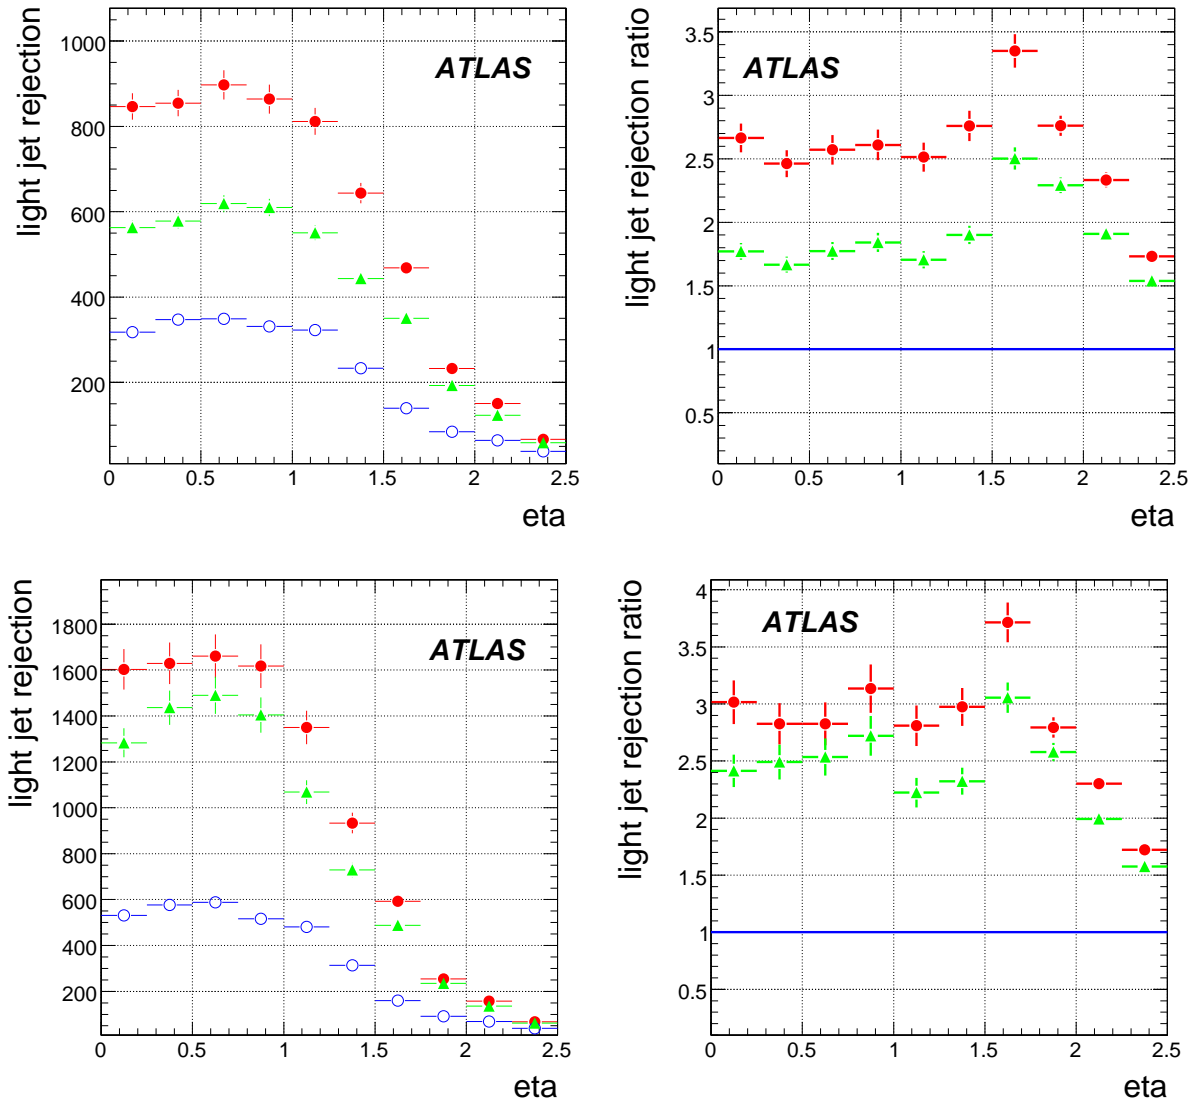 light jet rejection
ATLAS
1000
800
600
400
200
0 0.5 1 1.5 2 2.5
eta
light jet rejection ratio
ATLAS
3.5
3
2.5
2
1.5
1
0.5
0 0.5 1 1.5 2 2.5
eta
light jet rejection
ATLAS
1800
1600
1400
1200
1000
800
600
400
200
0 0.5 1 1.5 2 2.5
eta
light jet rejection ratio
ATLAS
4
3.5
3
2.5
2
1.5
1
0.5
0 0.5 1 1.5 2 2.5
eta